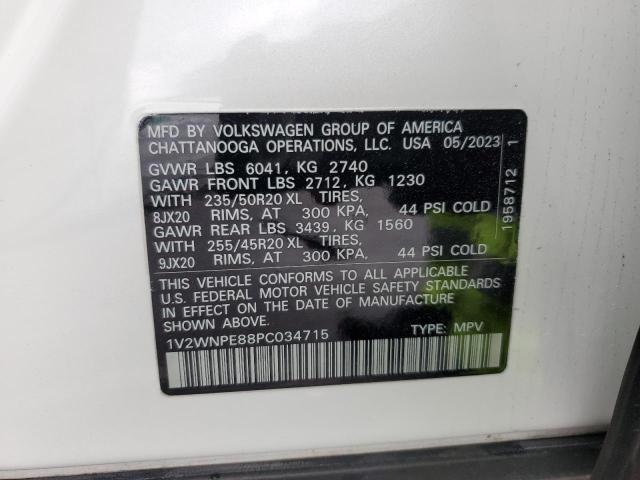 MFD BY VOLKSWAGEN GROUP OF AMERICA
CHATTANOOGA OPERATIONS, LLC. USA 05/2023
GVWR LBS 6041, KG 2740
GAWR FRONT LBS 2712, KG 1230
WITH 235/50R20 XL TIRES,
8JX20 RIMS, AT 300 KPA, 44 PSI COLD
GAWR REAR LBS 3439, KG 1560
WITH 255/45R20 XL TIRES,
9JX20 RIMS, AT 300 KPA, 44 PSI COLD
THIS VEHICLE CONFORMS TO ALL APPLICABLE
U.S. FEDERAL MOTOR VEHICLE SAFETY STANDARDS
IN EFFECT ON THE DATE OF MANUFACTURE
SHOWN ABOVE.
1V2WNPE88PC034715 TYPE: MPV
1958712 1